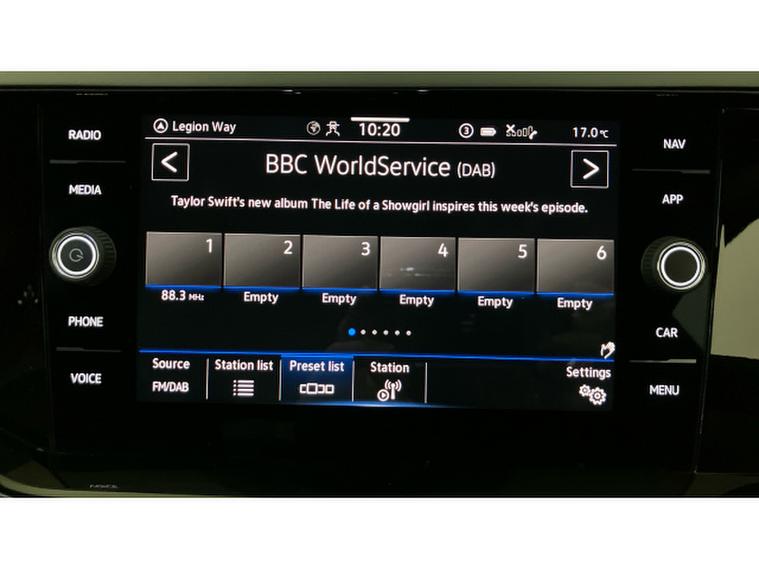 RADIO
MEDIA
PHONE
VOICE
Legion Way 10:20 3 17.0°C
BBC WorldService (DAB)
Taylor Swift's new album The Life of a Showgirl inspires this week's episode.
1 2 3 4 5 6
88.3 MHz Empty Empty Empty Empty Empty
Source Station list Preset list Station Settings
FM/DAB
NAV
APP
CAR
MENU
VOICE